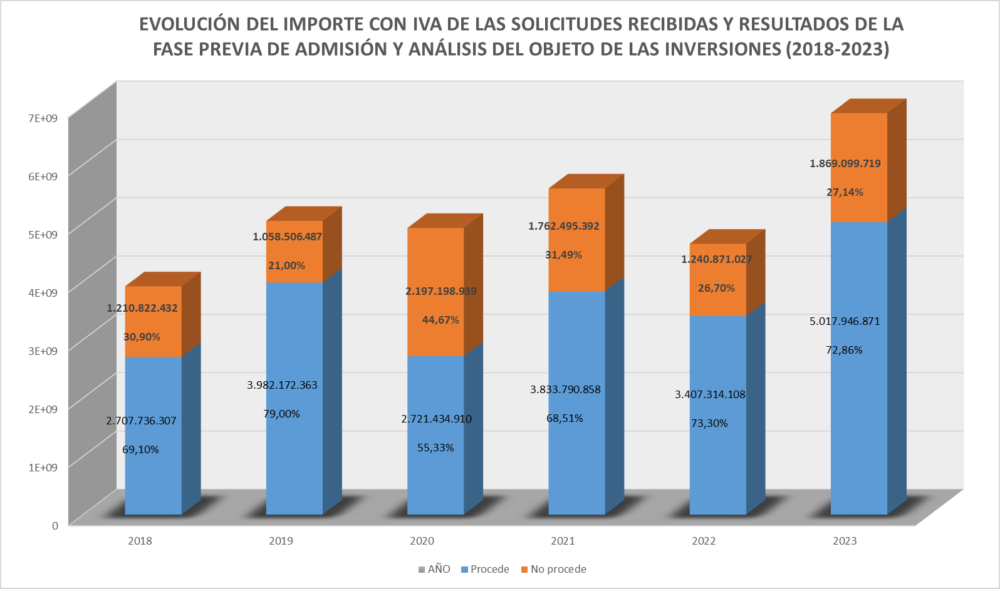 EVOLUCIÓN DEL IMPORTE CON IVA DE LAS SOLICITUDES RECIBIDAS Y RESULTADOS DE LA
FASE PREVIA DE ADMISIÓN Y ANÁLISIS DEL OBJETO DE LAS INVERSIONES (2018-2023)
7E+09
6E+09
5E+09
4E+09
3E+09
2E+09
1E+09
0
1.210.822.432
30,90%
2.707.736.307
69,10%
1.058.506.487
21,00%
3.982.172.363
79,00%
2.197.198.939
44,67%
2.721.434.910
55,33%
1.762.495.392
31,49%
3.833.790.858
68,51%
1.240.871.027
26,70%
3.407.314.108
73,30%
1.869.099.719
27,14%
5.017.946.871
72,86%
2018 2019 2020 2021 2022 2023
AÑO Procede No procede